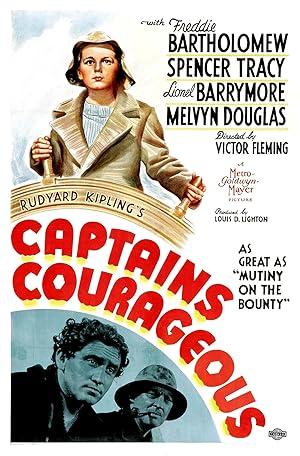 with Freddie
BARTHOLOMEW
SPENCER TRACY
Lionel BARRYMORE
MELVYN DOUGLAS
Directed by
VICTOR FLEMING
A
Metro-
Goldwyn-
Mayer
PICTURE
Produced by
LOUIS D. LIGHTON
RUDYARD KIPLING'S
CAPTAINS
COURAGEOUS
AS
GREAT AS
"MUTINY
ON THE
BOUNTY"